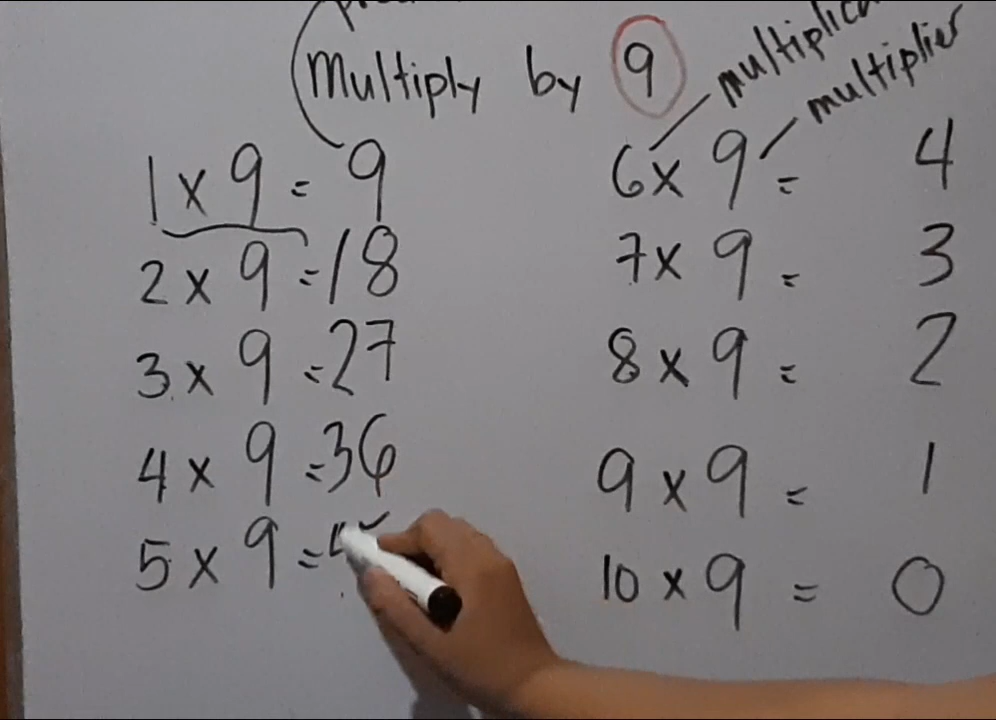 Multiply by 9
multiplier
1 x 9 = 9
2 x 9 = 18
3 x 9 = 27
4 x 9 = 36
5 x 9 =
6 x 9 = 4
7 x 9 = 3
8 x 9 = 2
9 x 9 = 1
10 x 9 = 0